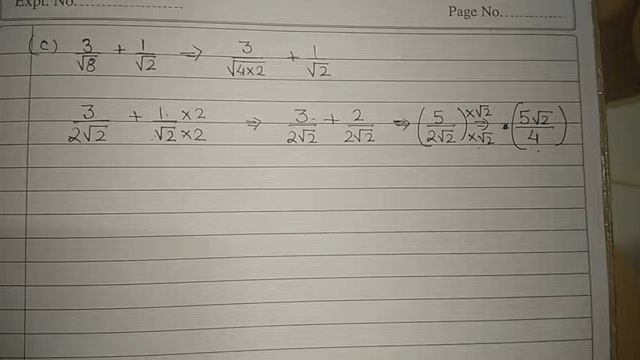 Expt. No.
Page No.
(c) 3/√8 + 1/√2 ⇒ 3/√(4×2) + 1/√2
3/(2√2) + (1 × 2)/(√2 × 2) ⇒ 3/(2√2) + 2/(2√2) ⇒ (5/(2√2)) ×√2/×√2 ⇒ (5√2/4)